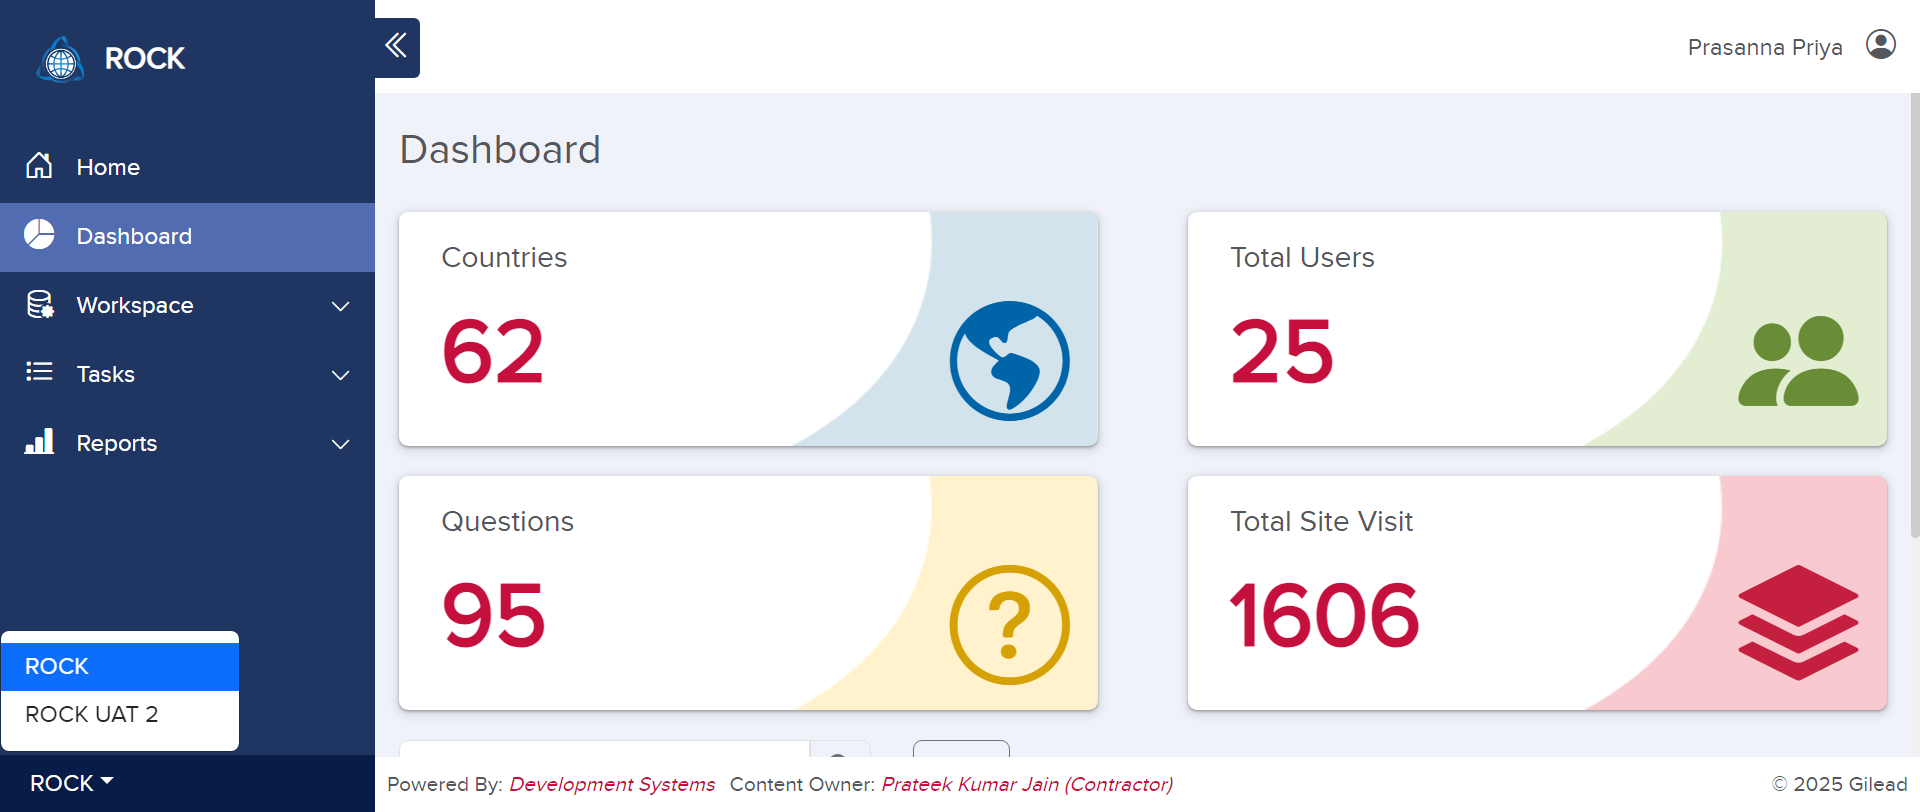 ROCK
Prasanna Priya
Home
Dashboard
Workspace
Tasks
Reports
ROCK
ROCK UAT 2
ROCK
Dashboard
Countries
62
Total Users
25
Questions
95
Total Site Visit
1606
Powered By: Development Systems Content Owner: Prateek Kumar Jain (Contractor)
© 2025 Gilead